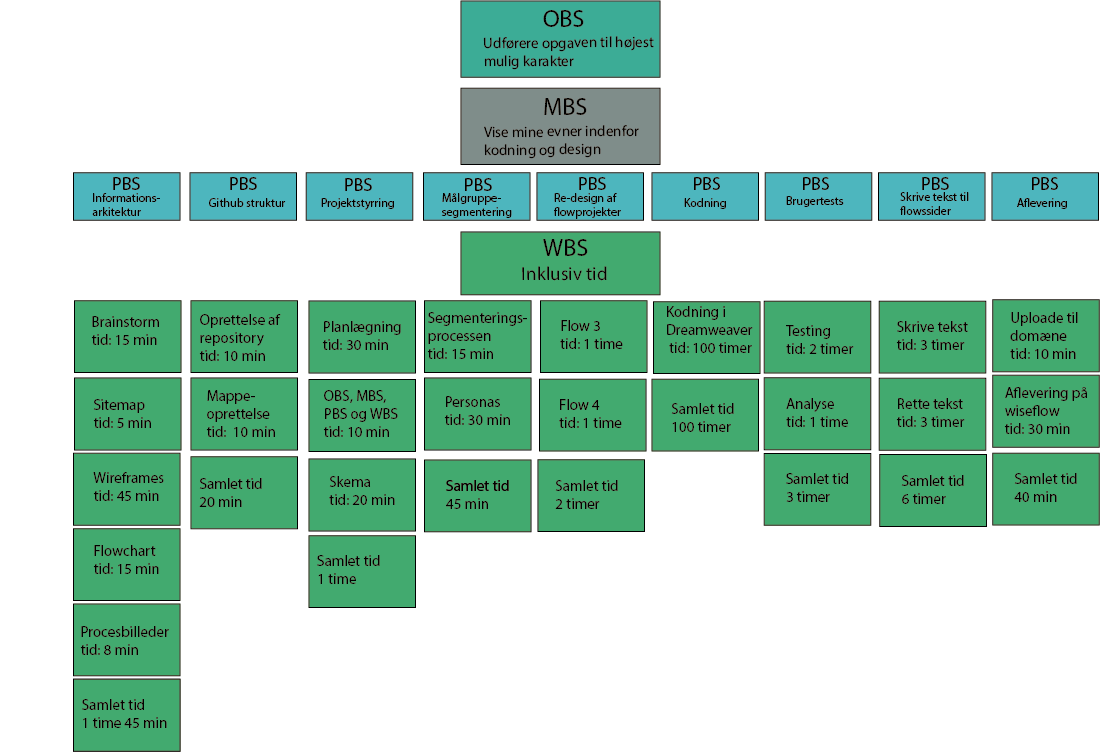 OBS
Udførere opgaven til højest
mulig karakter
MBS
Vise mine evner indenfor
kodning og design
PBS
Informations-
arkitektur
PBS
Github struktur
PBS
Projektstyrring
PBS
Målgruppe-
segmentering
PBS
Re-design af
flowprojekter
PBS
Kodning
PBS
Brugertests
PBS
Skrive tekst til
flowssider
PBS
Aflevering
WBS
Inklusiv tid
Brainstorm
tid: 15 min
Sitemap
tid: 5 min
Wireframes
tid: 45 min
Flowchart
tid: 15 min
Procesbilleder
tid: 8 min
Samlet tid
1 time 45 min
Oprettelse af
repository
tid: 10 min
Mappe-
oprettelse
tid: 10 min
Samlet tid
20 min
Planlægning
tid: 30 min
OBS, MBS,
PBS og WBS
tid: 10 min
Skema
tid: 20 min
Samlet tid
1 time
Segmenterings-
processen
tid: 15 min
Personas
tid: 30 min
Samlet tid
45 min
Flow 3
tid: 1 time
Flow 4
tid: 1 time
Samlet tid
2 timer
Kodning i
Dreamweaver
tid: 100 timer
Samlet tid
100 timer
Testing
tid: 2 timer
Analyse
tid: 1 time
Samlet tid
3 timer
Skrive tekst
tid: 3 timer
Rette tekst
tid: 3 timer
Samlet tid
6 timer
Uploade til
domæne
tid: 10 min
Aflevering på
wiseflow
tid: 30 min
Samlet tid
40 min